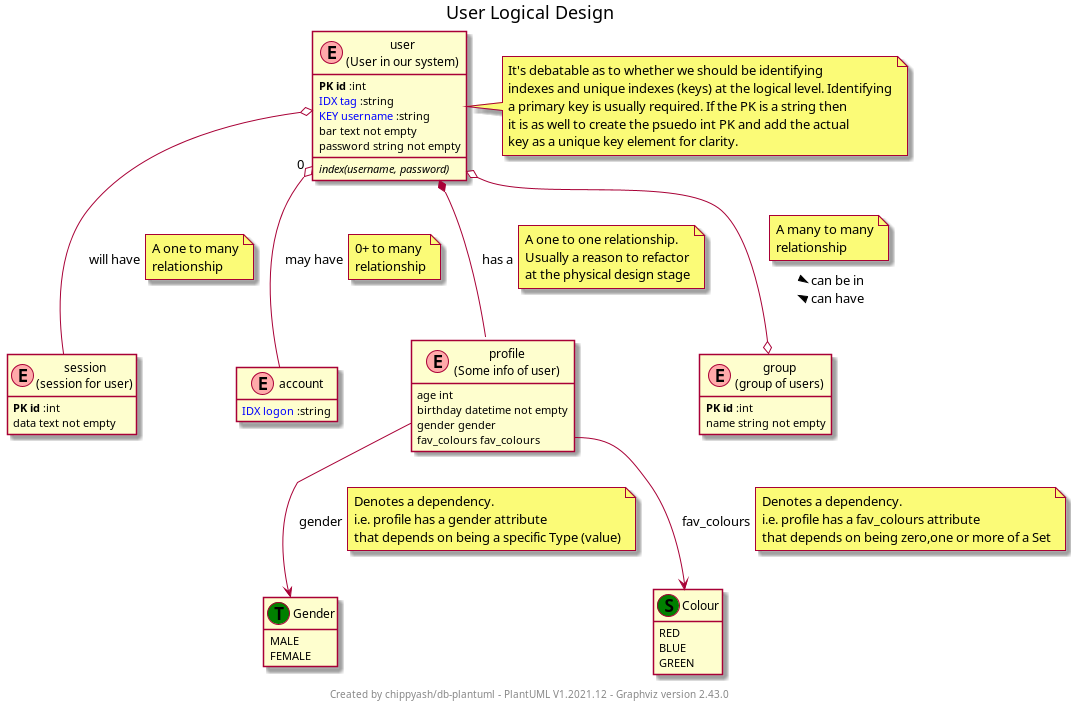 User Logical Design
E
user
(User in our system)
PK id :int
IDX tag :string
KEY username :string
bar text not empty
password string not empty
index(username, password)
It's debatable as to whether we should be identifying
indexes and unique indexes (keys) at the logical level. Identifying
a primary key is usually required. If the PK is a string then
it is as well to create the psuedo int PK and add the actual
key as a unique key element for clarity.
0
will have
A one to many
relationship
may have
0+ to many
relationship
has a
A one to one relationship.
Usually a reason to refactor
at the physical design stage
A many to many
relationship
can be in
can have
E
session
(session for user)
PK id :int
data text not empty
E
account
IDX logon :string
E
profile
(Some info of user)
age int
birthday datetime not empty
gender gender
fav_colours fav_colours
E
group
(group of users)
PK id :int
name string not empty
gender
Denotes a dependency.
i.e. profile has a gender attribute
that depends on being a specific Type (value)
fav_colours
Denotes a dependency.
i.e. profile has a fav_colours attribute
that depends on being zero,one or more of a Set
T
Gender
MALE
FEMALE
S
Colour
RED
BLUE
GREEN
Created by chippyash/db-plantuml - PlantUML V1.2021.12 - Graphviz version 2.43.0